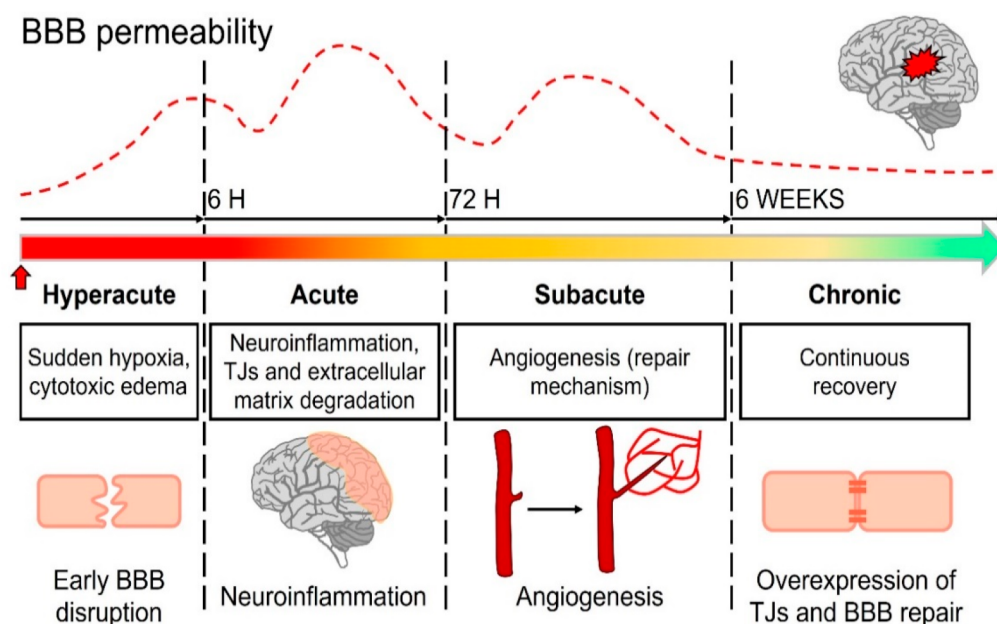 BBB permeability
6 H
72 H
6 WEEKS
Hyperacute
Acute
Subacute
Chronic
Sudden hypoxia,
cytotoxic edema
Neuroinflammation,
TJs and extracellular
matrix degradation
Angiogenesis (repair
mechanism)
Continuous
recovery
Early BBB
disruption
Neuroinflammation
Angiogenesis
Overexpression of
TJs and BBB repair